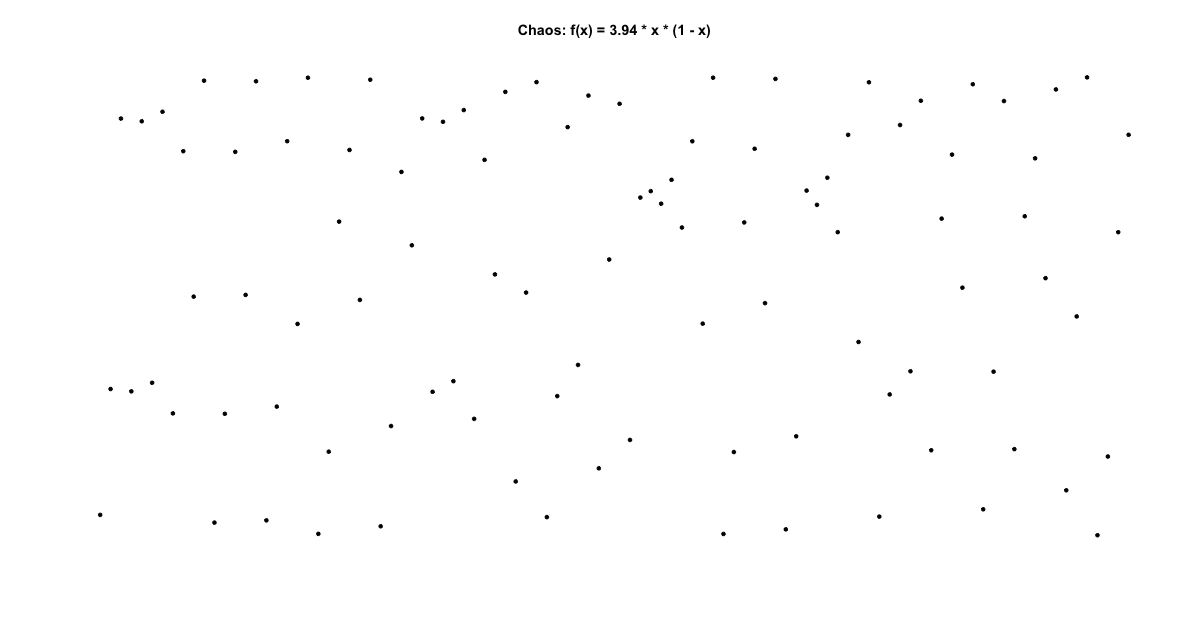 Chaos: f(x) = 3.94 * x * (1 - x)